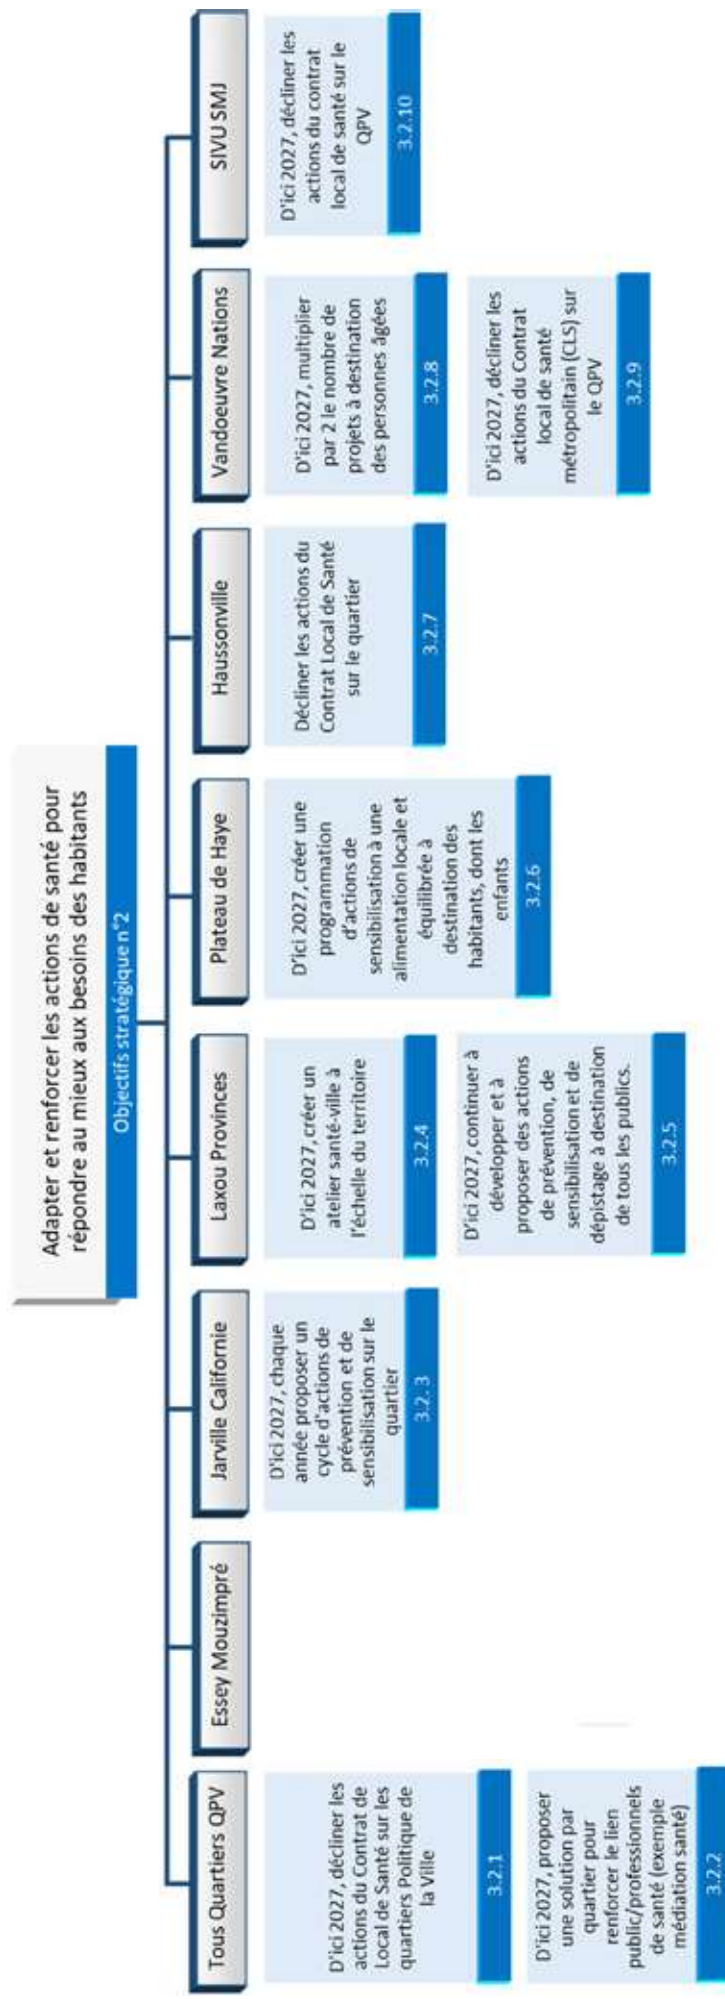 Adapter et renforcer les actions de santé pour
répondre au mieux aux besoins des habitants
Objectifs stratégique n°2
Tous Quartiers QPV
D'ici 2027, décliner les
actions du Contrat de
Local de Santé sur les
quartiers Politique de
la Ville
3.2.1
D'ici 2027, proposer
une solution par
quartier pour
renforcer le lien
public/professionnels
de santé (exemple
médiation santé)
3.2.2
Essey Mouzimpré
Jarville Californie
D'ici 2027, chaque
année proposer un
cycle d'actions de
prévention et de
sensibilisation sur le
quartier
3.2. 3
Laxou Provinces
D'ici 2027, créer un
atelier santé-ville à
l'échelle du territoire
3.2.4
D'ici 2027, continuer à
développer et à
proposer des actions
de prévention, de
sensibilisation et de
dépistage à destination
de tous les publics.
3.2.5
Plateau de Haye
D'ici 2027, créer une
programmation
d'actions de
sensibilisation à une
alimentation locale et
équilibrée à
destination des
habitants, dont les
enfants
3.2.6
Haussonville
Décliner les actions du
Contrat Local de Santé
sur le quartier
3.2.7
Vandoeuvre Nations
D'ici 2027, multiplier
par 2 le nombre de
projets à destination
des personnes âgées
3.2.8
D'ici 2027, décliner les
actions du Contrat
local de santé
métropolitain (CLS) sur
le QPV
3.2.9
SIVU SMJ
D'ici 2027, décliner les
actions du contrat
local de santé sur le
QPV
3.2.10